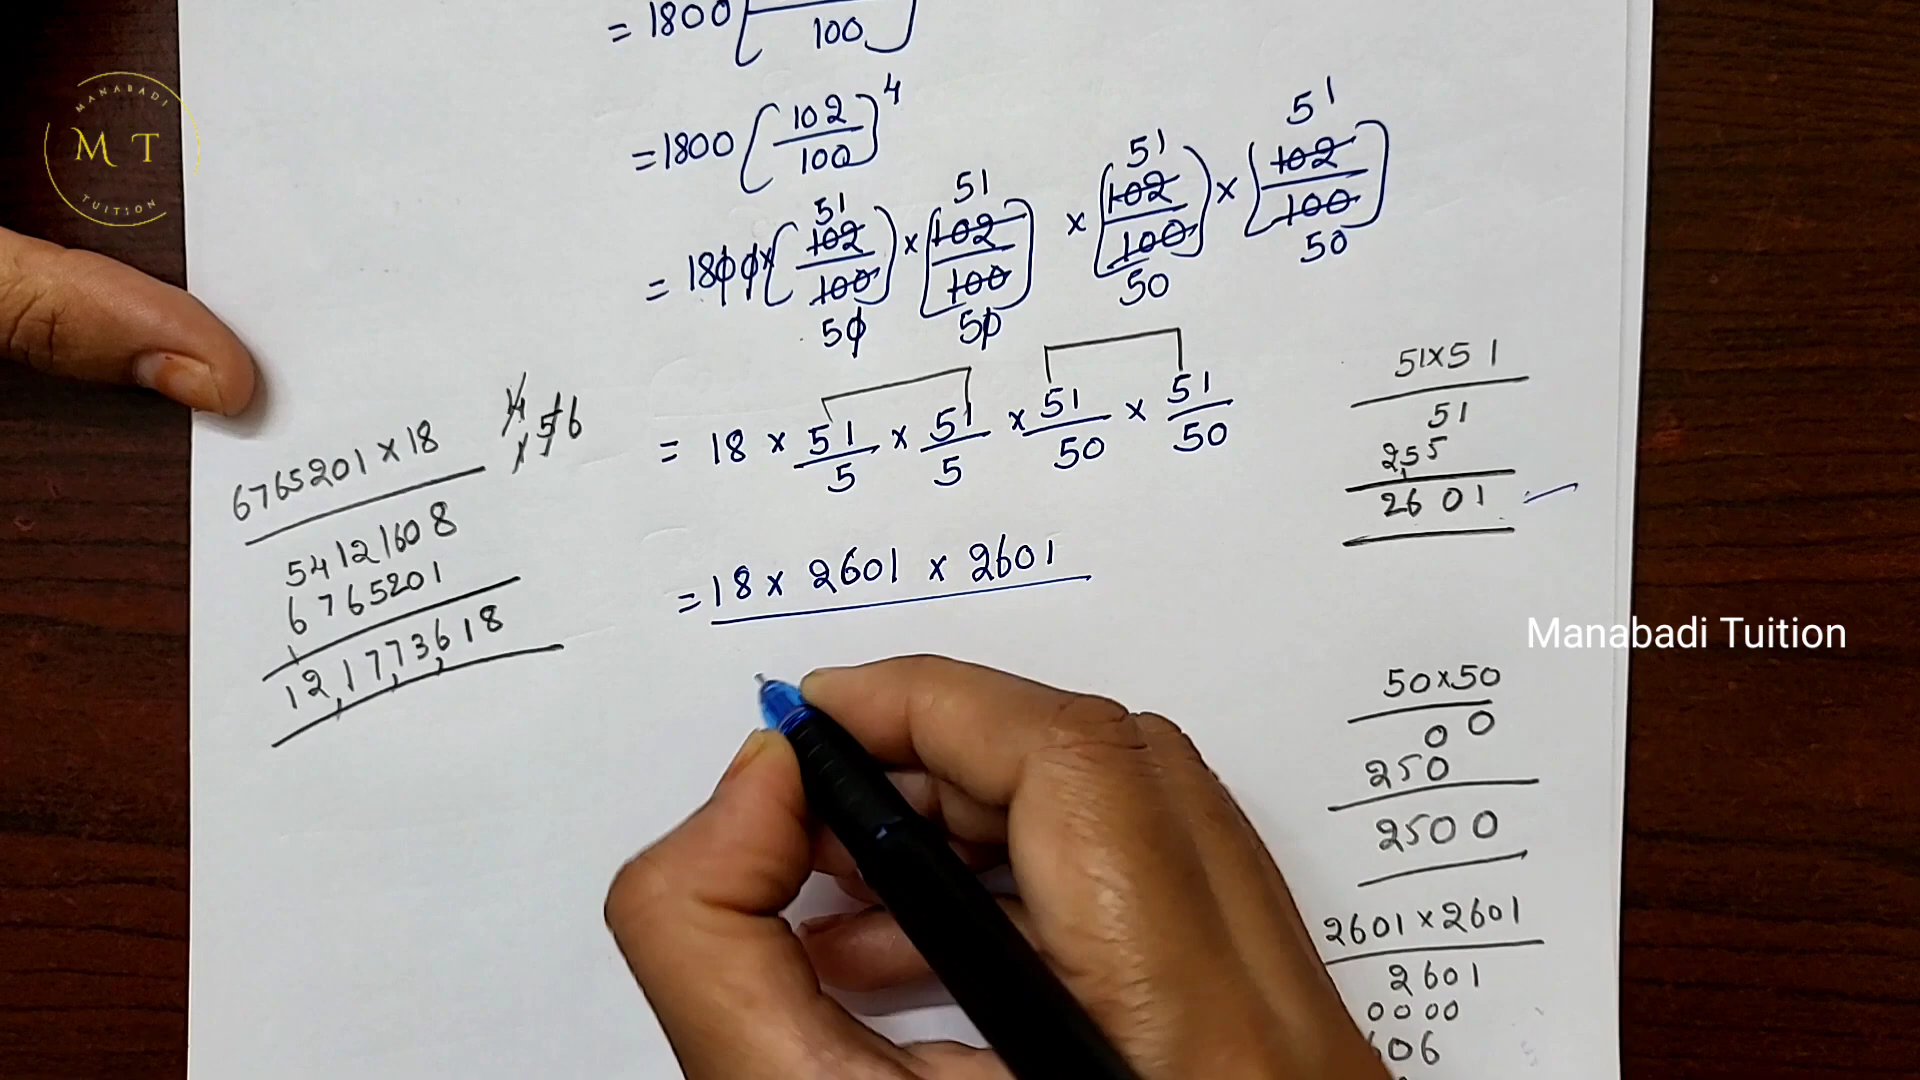 = 1800 [ / 100 ]
= 1800 ( 102/100 )^4
= 1800 × ( 102/100 ) × ( 102/100 ) × ( 102/100 ) × ( 102/100 )
51 51 51 51
50 50 50 50
= 18 × 51/5 × 51/5 × 51/50 × 51/50
= 18 × 2601 × 2601
6765201 × 18
54121608
6765201
1
121773618
51×51
51
255
1
2601
50×50
00
250
2500
2601×2601
2601
0000
606
MANABADI
M T
TUITION
Manabadi Tuition